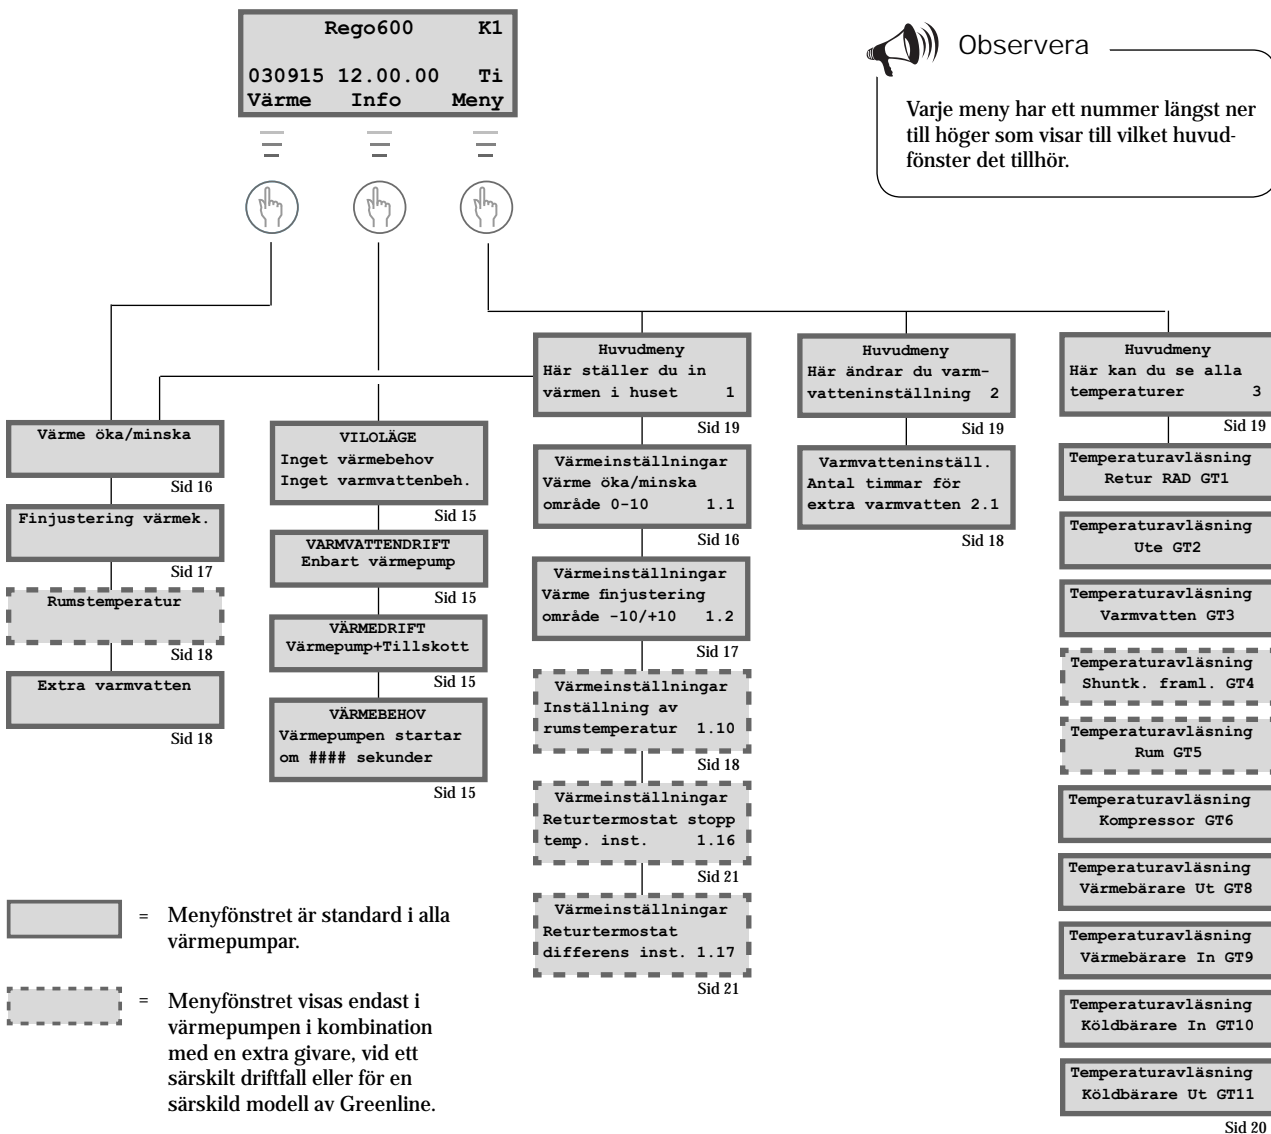 Rego600 K1
030915 12.00.00 Ti
Värme Info Meny
Observera
Varje meny har ett nummer längst ner
till höger som visar till vilket huvud-
fönster det tillhör.
Värme öka/minska
Sid 16
Finjustering värmek.
Sid 17
Rumstemperatur
Sid 18
Extra varmvatten
Sid 18
VILOLÄGE
Inget värmebehov
Inget varmvattenbeh.
Sid 15
VARMVATTENDRIFT
Enbart värmepump
Sid 15
VÄRMEDRIFT
Värmepump+Tillskott
Sid 15
VÄRMEBEHOV
Värmepumpen startar
om #### sekunder
Sid 15
Huvudmeny
Här ställer du in
värmen i huset 1
Sid 19
Värmeinställningar
Värme öka/minska
område 0-10 1.1
Sid 16
Värmeinställningar
Värme finjustering
område -10/+10 1.2
Sid 17
Värmeinställningar
Inställning av
rumstemperatur 1.10
Sid 18
Värmeinställningar
Returtermostat stopp
temp. inst. 1.16
Sid 21
Värmeinställningar
Returtermostat
differens inst. 1.17
Sid 21
Huvudmeny
Här ändrar du varm-
vatteninställning 2
Sid 19
Varmvatteninställ.
Antal timmar för
extra varmvatten 2.1
Sid 18
Huvudmeny
Här kan du se alla
temperaturer 3
Sid 19
Temperaturavläsning
Retur RAD GT1
Temperaturavläsning
Ute GT2
Temperaturavläsning
Varmvatten GT3
Temperaturavläsning
Shuntk. framl. GT4
Temperaturavläsning
Rum GT5
Temperaturavläsning
Kompressor GT6
Temperaturavläsning
Värmebärare Ut GT8
Temperaturavläsning
Värmebärare In GT9
Temperaturavläsning
Köldbärare In GT10
Temperaturavläsning
Köldbärare Ut GT11
Sid 20
= Menyfönstret är standard i alla
värmepumpar.
= Menyfönstret visas endast i
värmepumpen i kombination
med en extra givare, vid ett
särskilt driftfall eller för en
särskild modell av Greenline.